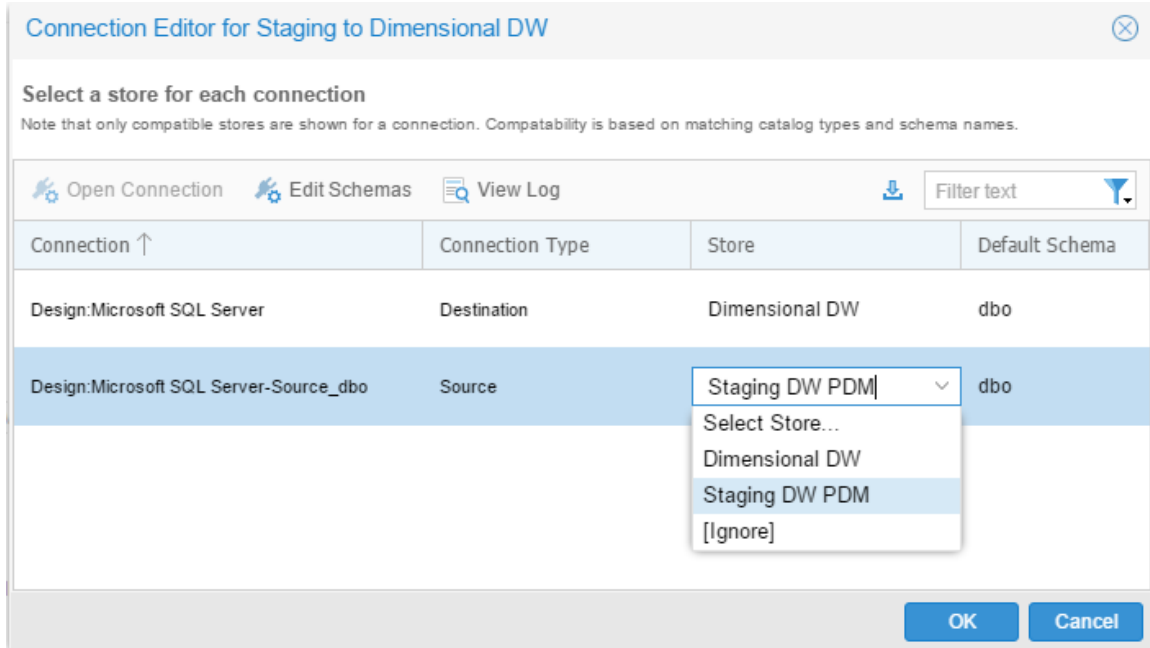 Connection Editor for Staging to Dimensional DW
Select a store for each connection
Note that only compatible stores are shown for a connection. Compatability is based on matching catalog types and schema names.
Open Connection Edit Schemas View Log Filter text
Connection ↑ Connection Type Store Default Schema
Design:Microsoft SQL Server Destination Dimensional DW dbo
Design:Microsoft SQL Server-Source_dbo Source Staging DW PDM dbo
Select Store...
Dimensional DW
Staging DW PDM
[Ignore]
OK Cancel